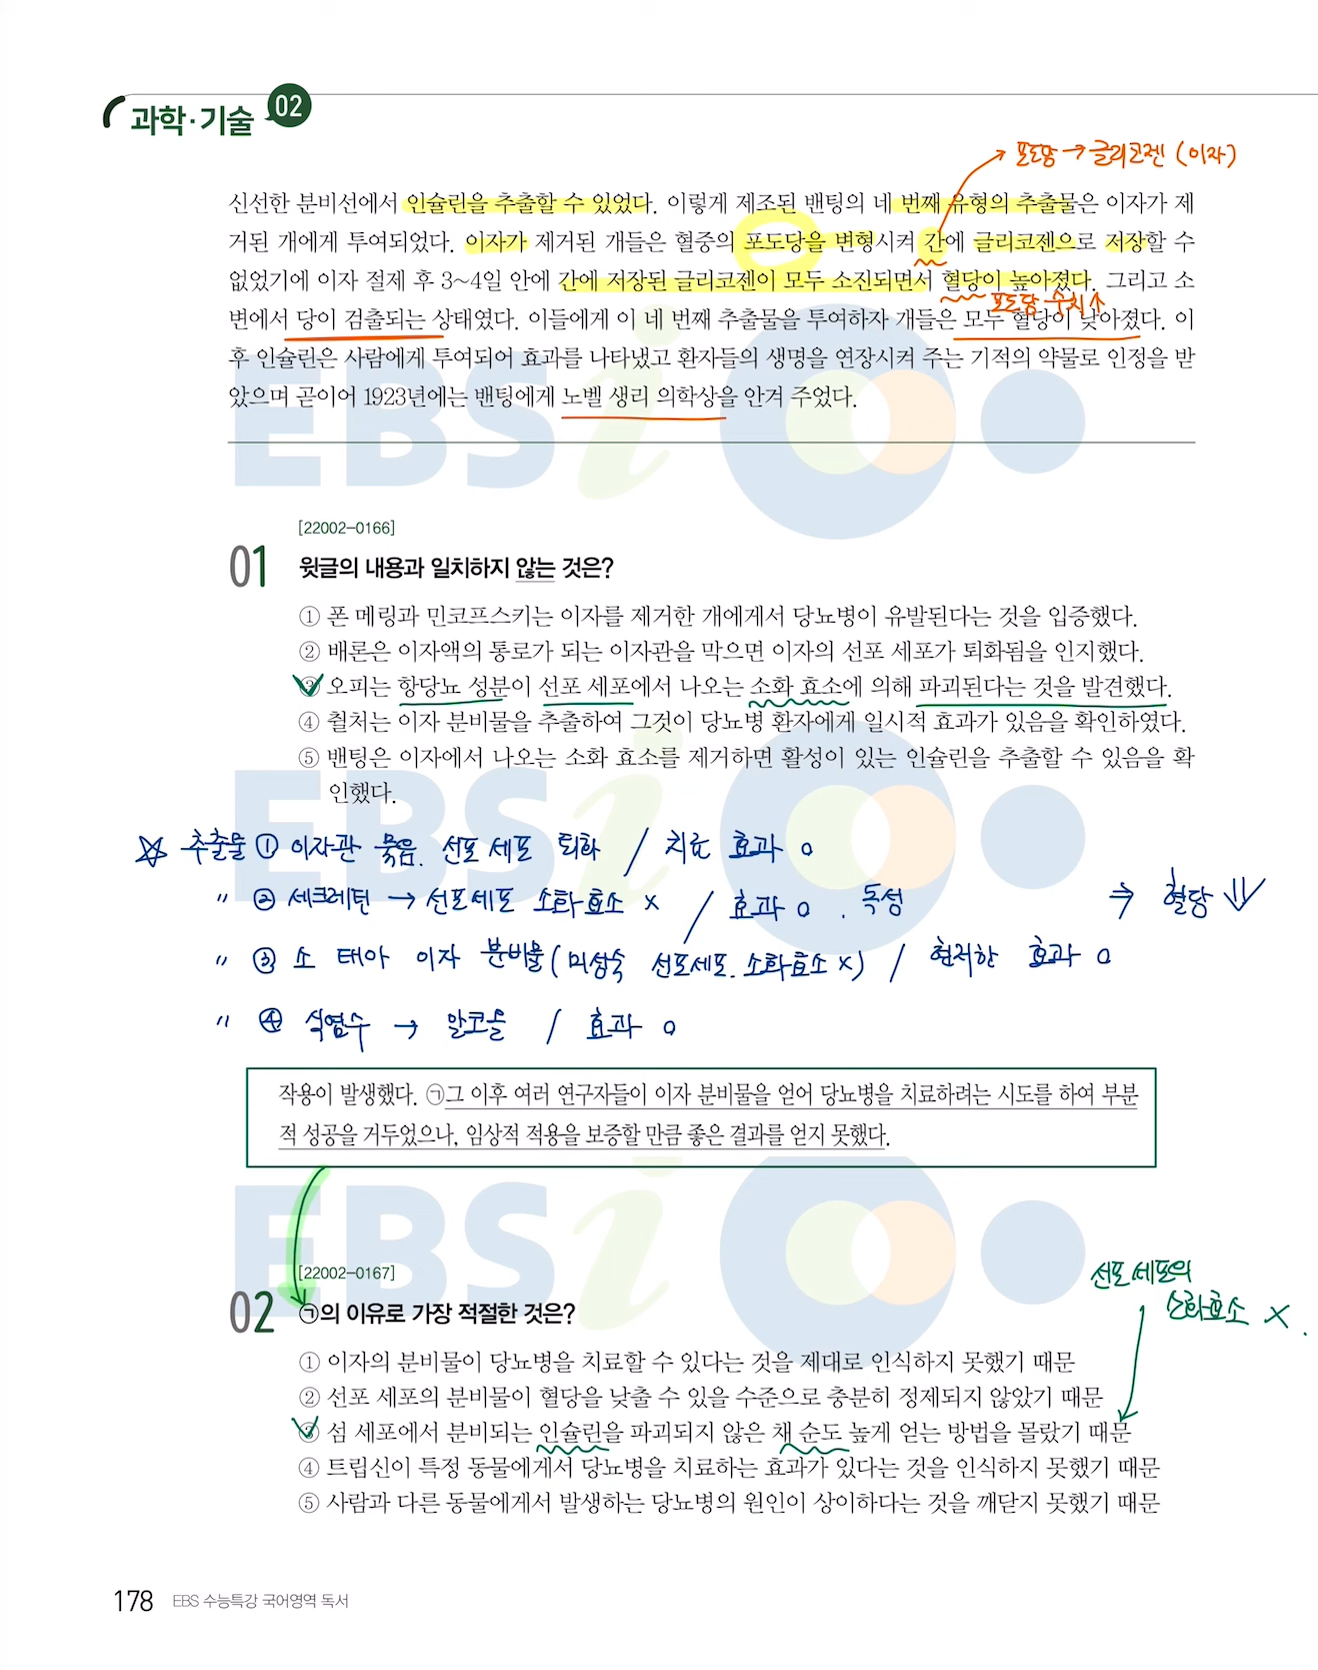 과학·기술 02
포도당 → 글리코젠 (이자)
신선한 분비선에서 인슐린을 추출할 수 있었다. 이렇게 제조된 밴팅의 네 번째 유형의 추출물은 이자가 제
거된 개에게 투여되었다. 이자가 제거된 개들은 혈중의 포도당을 변형시켜 간에 글리코젠으로 저장할 수
없었기에 이자 절제 후 3~4일 안에 간에 저장된 글리코젠이 모두 소진되면서 혈당이 높아졌다. 그리고 소
포도당 수치↑
변에서 당이 검출되는 상태였다. 이들에게 이 네 번째 추출물을 투여하자 개들은 모두 혈당이 낮아졌다. 이
후 인슐린은 사람에게 투여되어 효과를 나타냈고 환자들의 생명을 연장시켜 주는 기적의 약물로 인정을 받
았으며 곧이어 1923년에는 밴팅에게 노벨 생리 의학상을 안겨 주었다.
EBSi
[22002-0166]
01 윗글의 내용과 일치하지 않는 것은?
① 폰 메링과 민코프스키는 이자를 제거한 개에게서 당뇨병이 유발된다는 것을 입증했다.
② 배론은 이자액의 통로가 되는 이자관을 막으면 이자의 선포 세포가 퇴화됨을 인지했다.
③ 오피는 항당뇨 성분이 선포 세포에서 나오는 소화 효소에 의해 파괴된다는 것을 발견했다.
④ 췰처는 이자 분비물을 추출하여 그것이 당뇨병 환자에게 일시적 효과가 있음을 확인하였다.
⑤ 밴팅은 이자에서 나오는 소화 효소를 제거하면 활성이 있는 인슐린을 추출할 수 있음을 확
인했다.
EBSi
☆ 추출물 ① 이자관 묶음. 선포 세포 퇴화 / 치료 효과 o
" ② 세크레틴 → 선포세포 소화효소 x / 효과 o . 독성 ⇒ 혈당 ⇓
" ③ 소 태아 이자 분비물 (미성숙 선포세포. 소화효소 x) / 현저한 효과 o
" ④ 식염수 → 알코올 / 효과 o
작용이 발생했다. ㉠그 이후 여러 연구자들이 이자 분비물을 얻어 당뇨병을 치료하려는 시도를 하여 부분
적 성공을 거두었으나, 임상적 적용을 보증할 만큼 좋은 결과를 얻지 못했다.
EBSi
[22002-0167]
선포 세포의
소화효소 x.
02 ㉠의 이유로 가장 적절한 것은?
① 이자의 분비물이 당뇨병을 치료할 수 있다는 것을 제대로 인식하지 못했기 때문
② 선포 세포의 분비물이 혈당을 낮출 수 있을 수준으로 충분히 정제되지 않았기 때문
③ 섬 세포에서 분비되는 인슐린을 파괴되지 않은 채 순도 높게 얻는 방법을 몰랐기 때문
④ 트립신이 특정 동물에게서 당뇨병을 치료하는 효과가 있다는 것을 인식하지 못했기 때문
⑤ 사람과 다른 동물에게서 발생하는 당뇨병의 원인이 상이하다는 것을 깨닫지 못했기 때문
178 EBS 수능특강 국어영역 독서